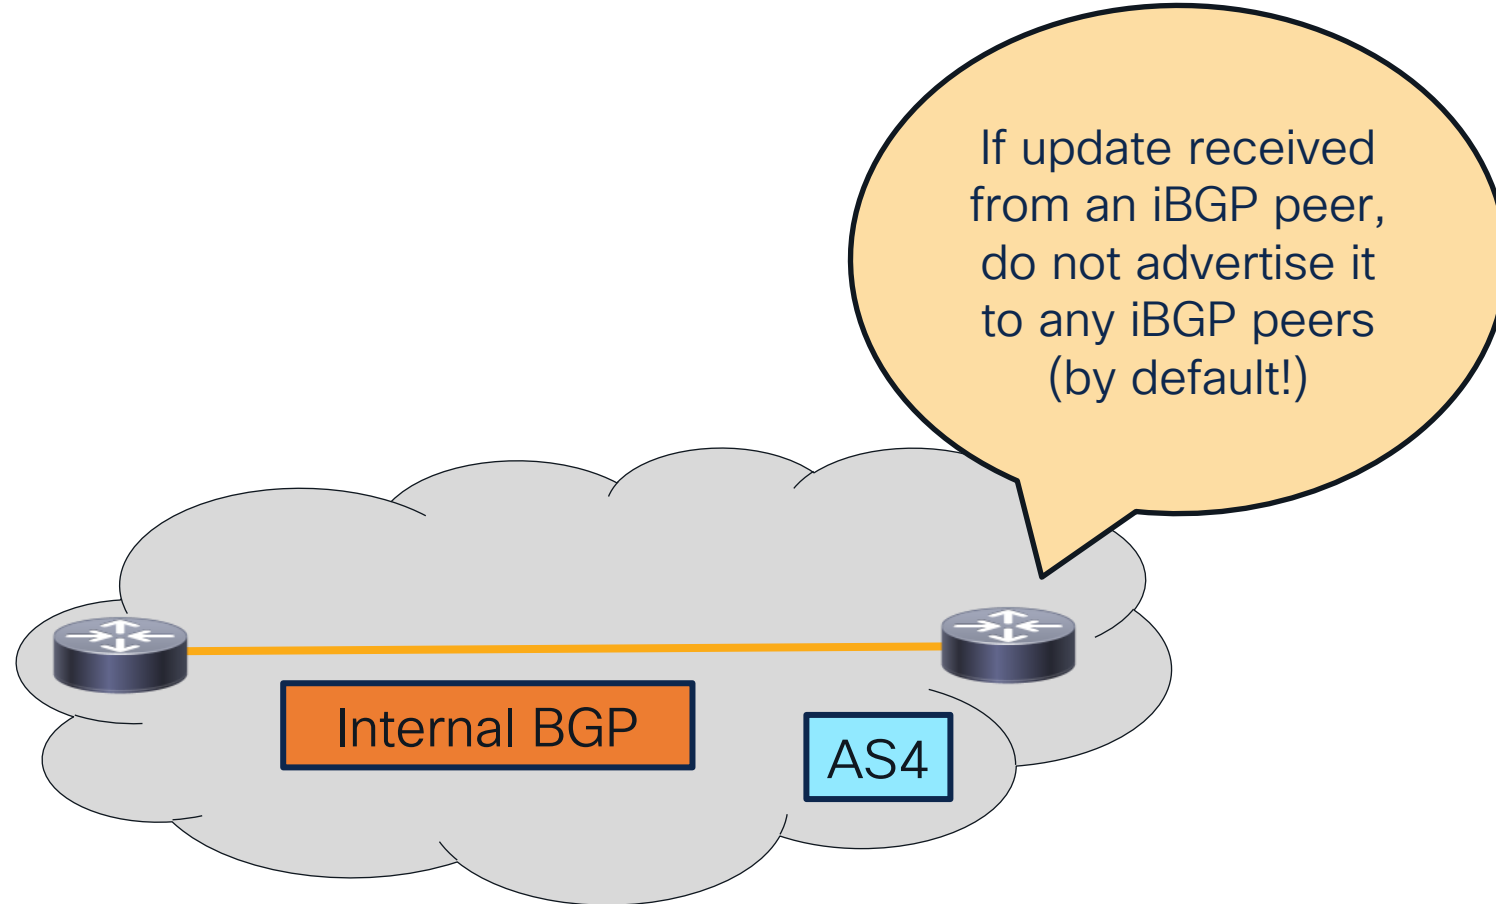 If update received
from an iBGP peer,
do not advertise it
to any iBGP peers
(by default!)
Internal BGP
AS4